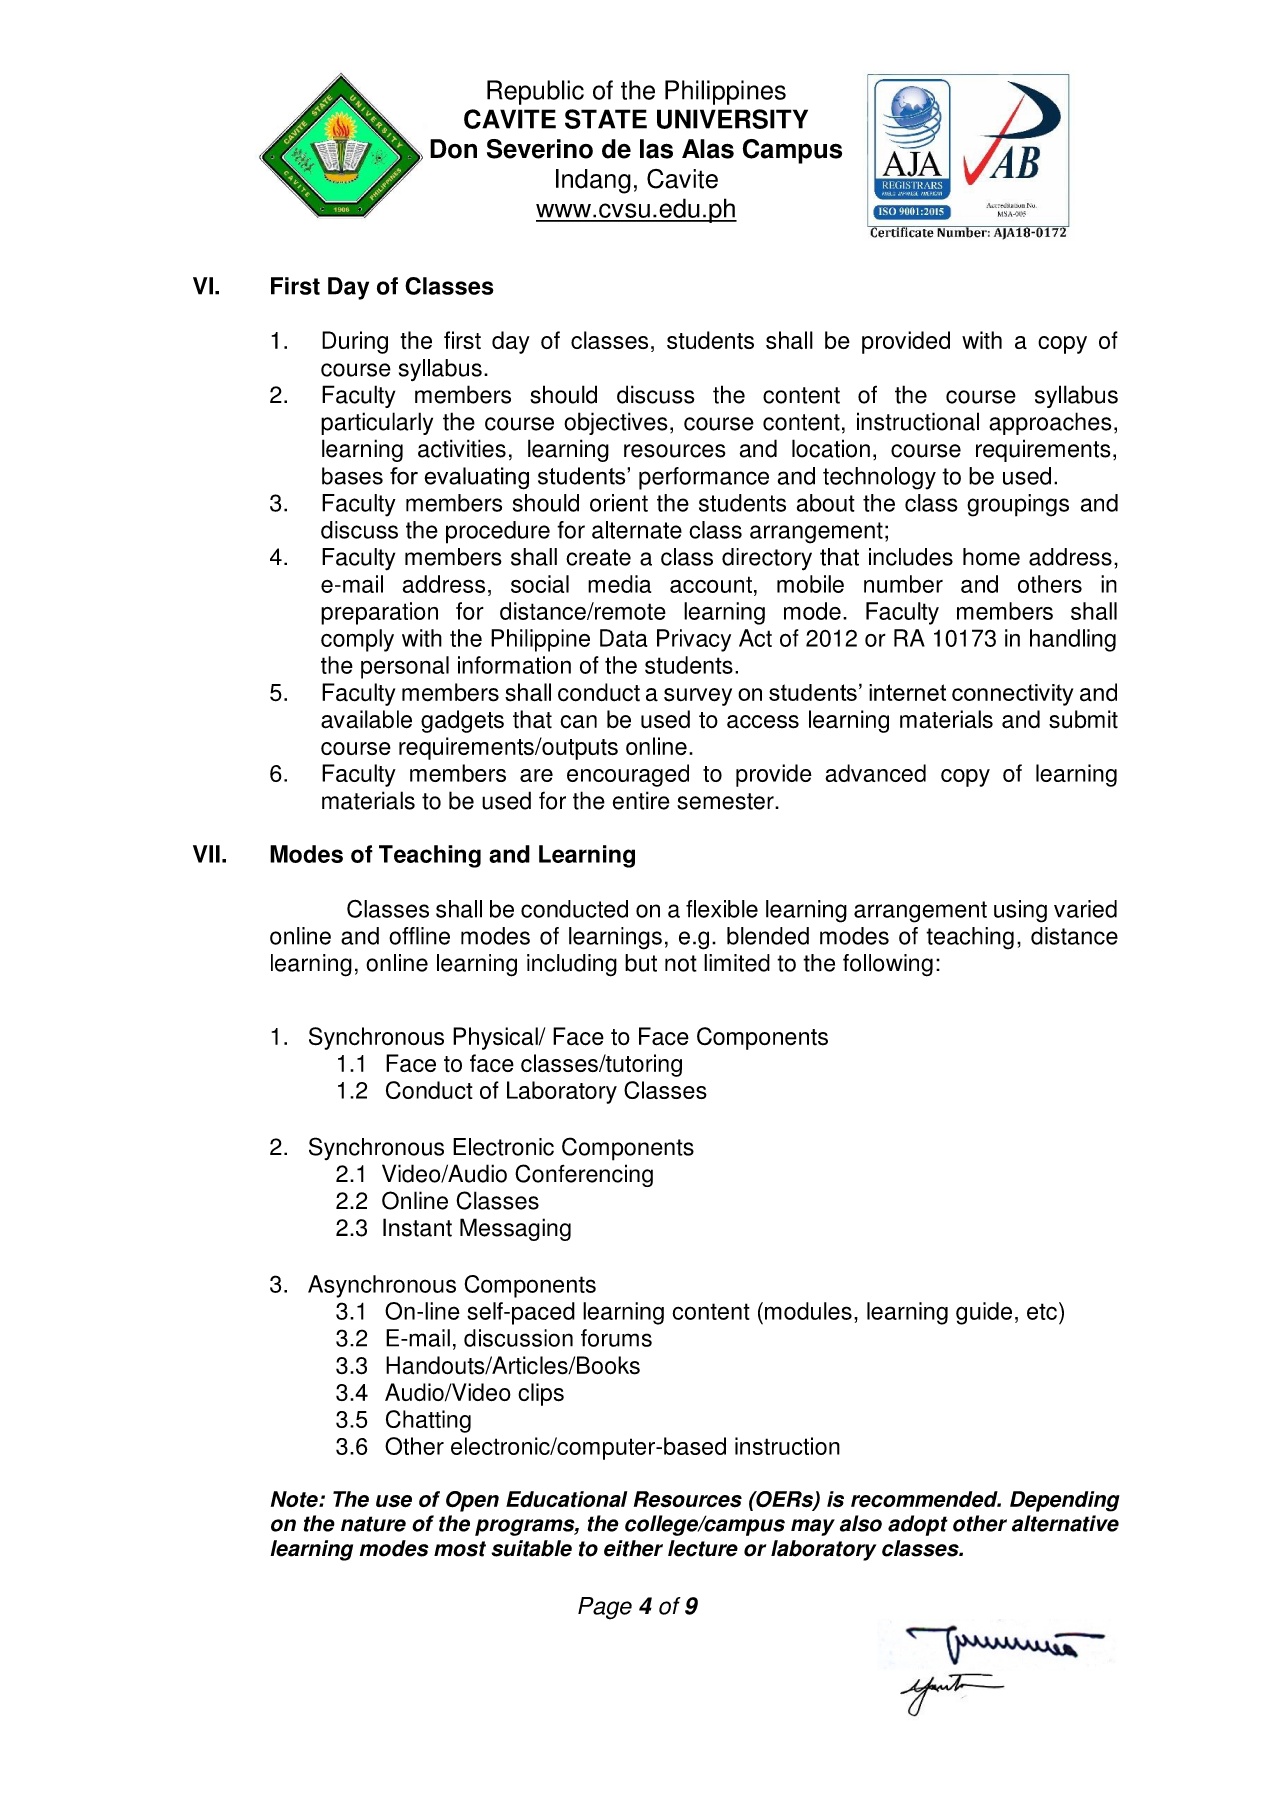 Republic of the Philippines
CAVITE STATE UNIVERSITY
Don Severino de las Alas Campus
Indang, Cavite
www.cvsu.edu.ph
CAVITE STATE UNIVERSITY
CAVITE PHILIPPINES
1906
AJA
REGISTRARS
ISO 9001:2015
AB
Accreditation No.
MSA-005
Certificate Number: AJA18-0172
VI. First Day of Classes
1. During the first day of classes, students shall be provided with a copy of
course syllabus.
2. Faculty members should discuss the content of the course syllabus
particularly the course objectives, course content, instructional approaches,
learning activities, learning resources and location, course requirements,
bases for evaluating students’ performance and technology to be used.
3. Faculty members should orient the students about the class groupings and
discuss the procedure for alternate class arrangement;
4. Faculty members shall create a class directory that includes home address,
e-mail address, social media account, mobile number and others in
preparation for distance/remote learning mode. Faculty members shall
comply with the Philippine Data Privacy Act of 2012 or RA 10173 in handling
the personal information of the students.
5. Faculty members shall conduct a survey on students’ internet connectivity and
available gadgets that can be used to access learning materials and submit
course requirements/outputs online.
6. Faculty members are encouraged to provide advanced copy of learning
materials to be used for the entire semester.
VII. Modes of Teaching and Learning
Classes shall be conducted on a flexible learning arrangement using varied
online and offline modes of learnings, e.g. blended modes of teaching, distance
learning, online learning including but not limited to the following:
1. Synchronous Physical/ Face to Face Components
1.1 Face to face classes/tutoring
1.2 Conduct of Laboratory Classes
2. Synchronous Electronic Components
2.1 Video/Audio Conferencing
2.2 Online Classes
2.3 Instant Messaging
3. Asynchronous Components
3.1 On-line self-paced learning content (modules, learning guide, etc)
3.2 E-mail, discussion forums
3.3 Handouts/Articles/Books
3.4 Audio/Video clips
3.5 Chatting
3.6 Other electronic/computer-based instruction
Note: The use of Open Educational Resources (OERs) is recommended. Depending
on the nature of the programs, the college/campus may also adopt other alternative
learning modes most suitable to either lecture or laboratory classes.
Page 4 of 9